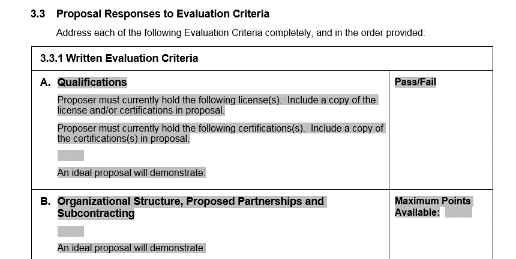 3.3 Proposal Responses to Evaluation Criteria
Address each of the following Evaluation Criteria completely, and in the order provided:
3.3.1 Written Evaluation Criteria
A. Qualifications
Pass/Fail
Proposer must currently hold the following license(s). Include a copy of the
license and/or certifications in proposal.
Proposer must currently hold the following certifications(s). Include a copy of
the certifications(s) in proposal.
An ideal proposal will demonstrate:
B. Organizational Structure, Proposed Partnerships and
Subcontracting
Maximum Points
Available:
An ideal proposal will demonstrate: